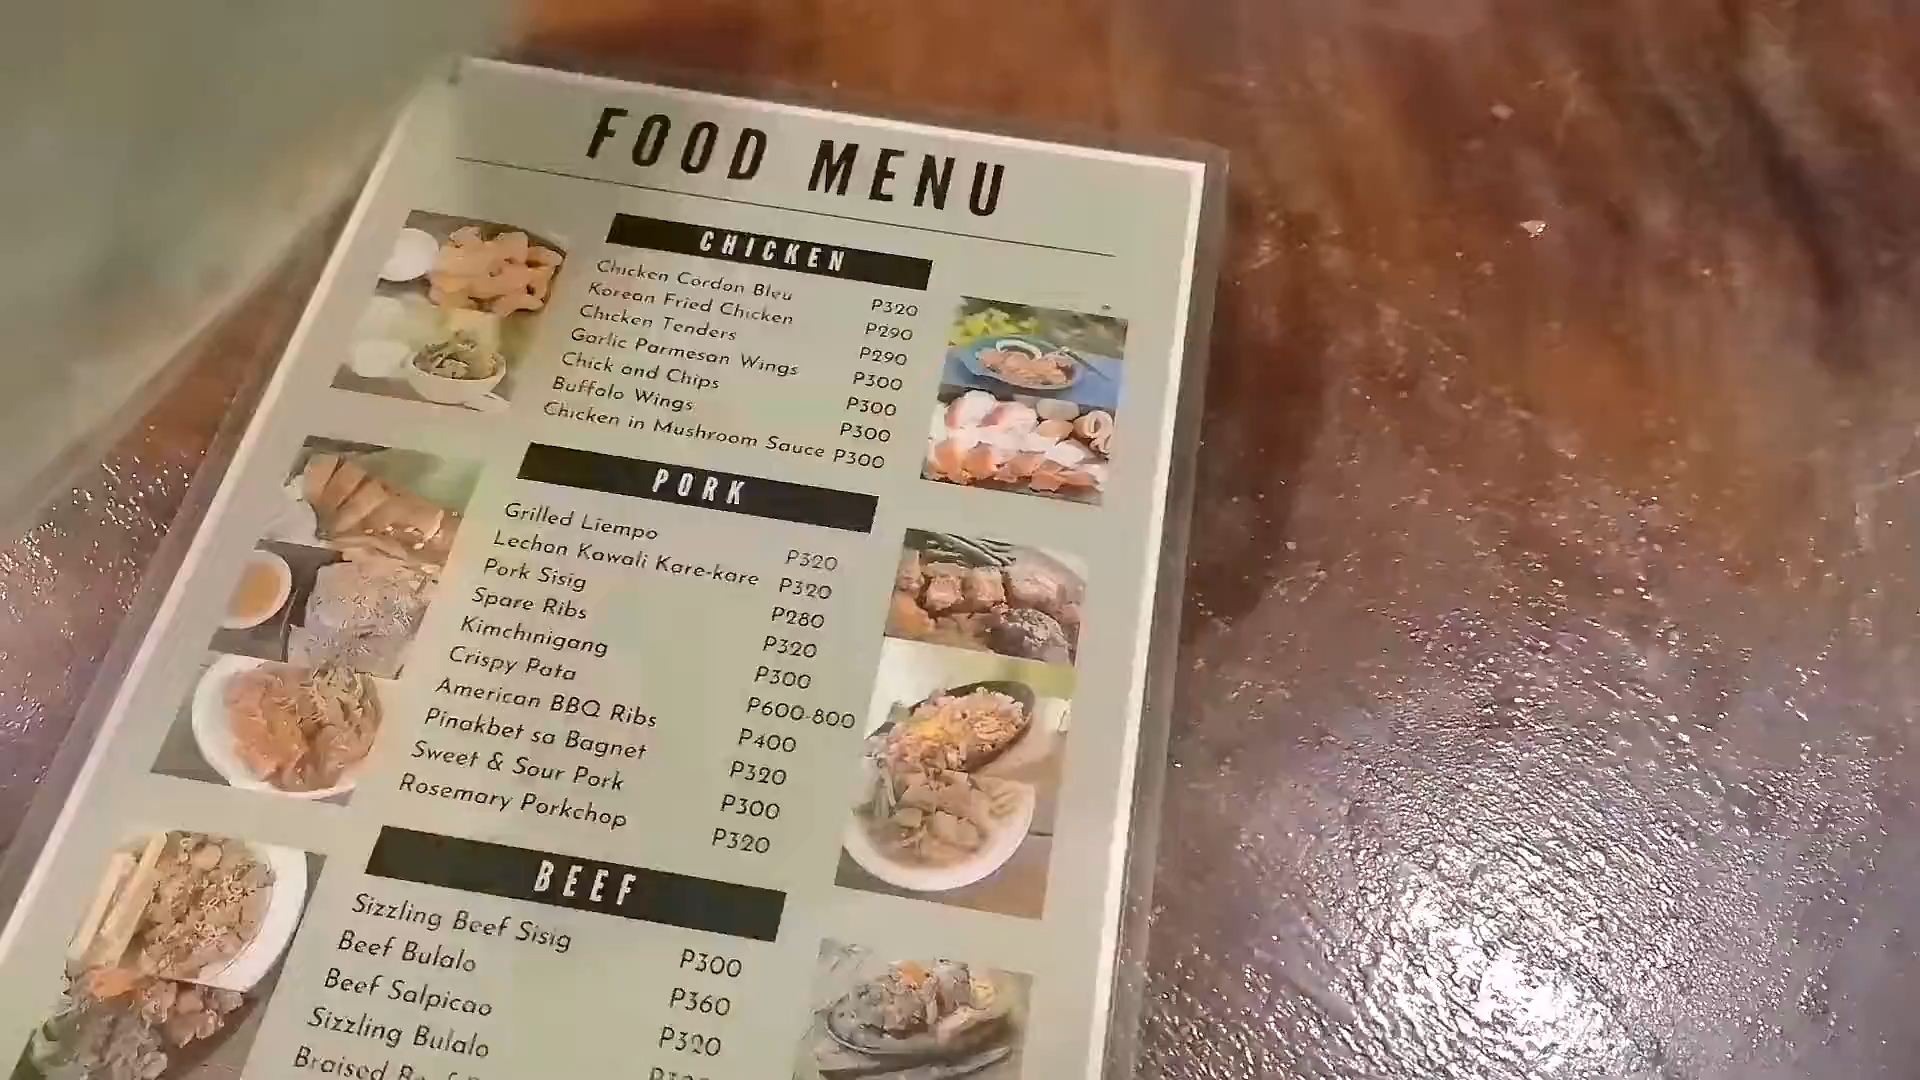 FOOD MENU
CHICKEN
Chicken Cordon Bleu P320
Korean Fried Chicken P290
Chicken Tenders P290
Garlic Parmesan Wings P300
Chick and Chips P300
Buffalo Wings P300
Chicken in Mushroom Sauce P300
PORK
Grilled Liempo P320
Lechon Kawali Kare-kare P320
Pork Sisig P280
Spare Ribs P320
Kimchinigang P300
Crispy Pata P600-800
American BBQ Ribs P400
Pinakbet sa Bagnet P320
Sweet & Sour Pork P300
Rosemary Porkchop P320
BEEF
Sizzling Beef Sisig P300
Beef Bulalo P360
Beef Salpicao P320
Sizzling Bulalo
Braised